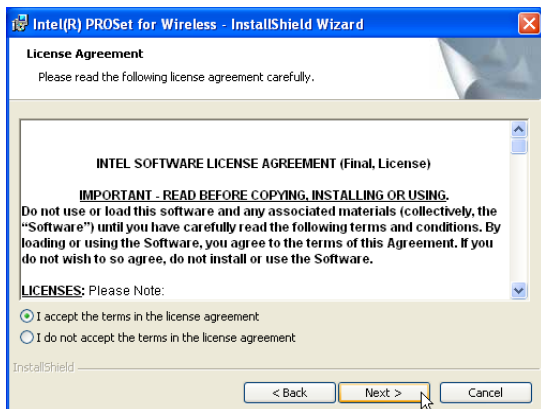 Intel(R) PROSet for Wireless - InstallShield Wizard
License Agreement
Please read the following license agreement carefully.
INTEL SOFTWARE LICENSE AGREEMENT (Final, License)
IMPORTANT - READ BEFORE COPYING, INSTALLING OR USING.
Do not use or load this software and any associated materials (collectively, the
“Software”) until you have carefully read the following terms and conditions. By
loading or using the Software, you agree to the terms of this Agreement. If you
do not wish to so agree, do not install or use the Software.
LICENSES: Please Note:
I accept the terms in the license agreement
I do not accept the terms in the license agreement
InstallShield
< Back Next > Cancel